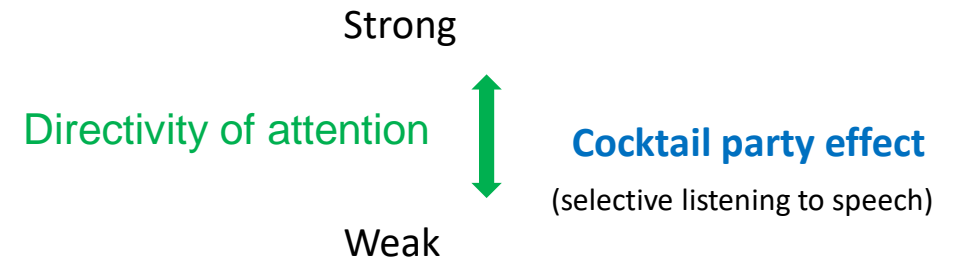 Strong
Directivity of attention
Cocktail party effect
(selective listening to speech)
Weak